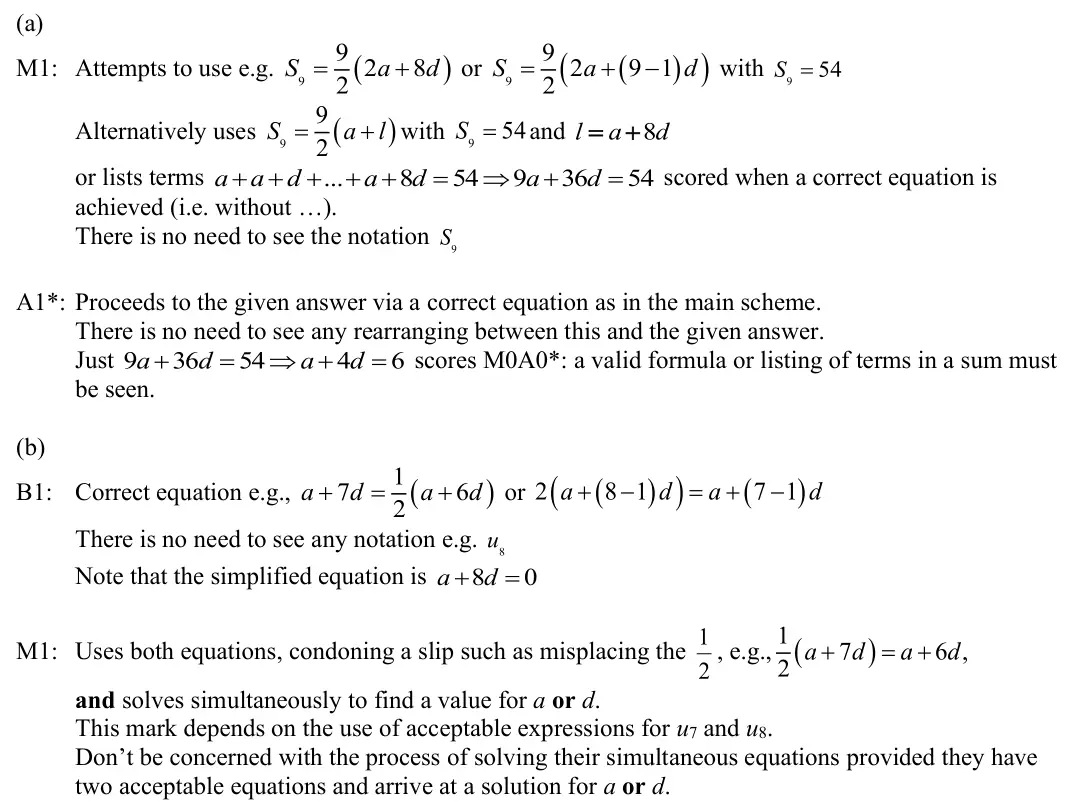 (a)
M1: Attempts to use e.g. S₉ = 9/2 (2a + 8d) or S₉ = 9/2 (2a + (9 − 1)d) with S₉ = 54
Alternatively uses S₉ = 9/2 (a + l) with S₉ = 54 and l = a + 8d
or lists terms a + a + d + ... + a + 8d = 54 ⇒ 9a + 36d = 54 scored when a correct equation is
achieved (i.e. without …).
There is no need to see the notation S₉
A1*: Proceeds to the given answer via a correct equation as in the main scheme.
There is no need to see any rearranging between this and the given answer.
Just 9a + 36d = 54 ⇒ a + 4d = 6 scores M0A0*: a valid formula or listing of terms in a sum must
be seen.
(b)
B1: Correct equation e.g., a + 7d = 1/2 (a + 6d) or 2(a + (8 − 1)d) = a + (7 − 1)d
There is no need to see any notation e.g. u₈
Note that the simplified equation is a + 8d = 0
M1: Uses both equations, condoning a slip such as misplacing the 1/2, e.g., 1/2 (a + 7d) = a + 6d,
and solves simultaneously to find a value for a or d.
This mark depends on the use of acceptable expressions for u₇ and u₈.
Don’t be concerned with the process of solving their simultaneous equations provided they have
two acceptable equations and arrive at a solution for a or d.